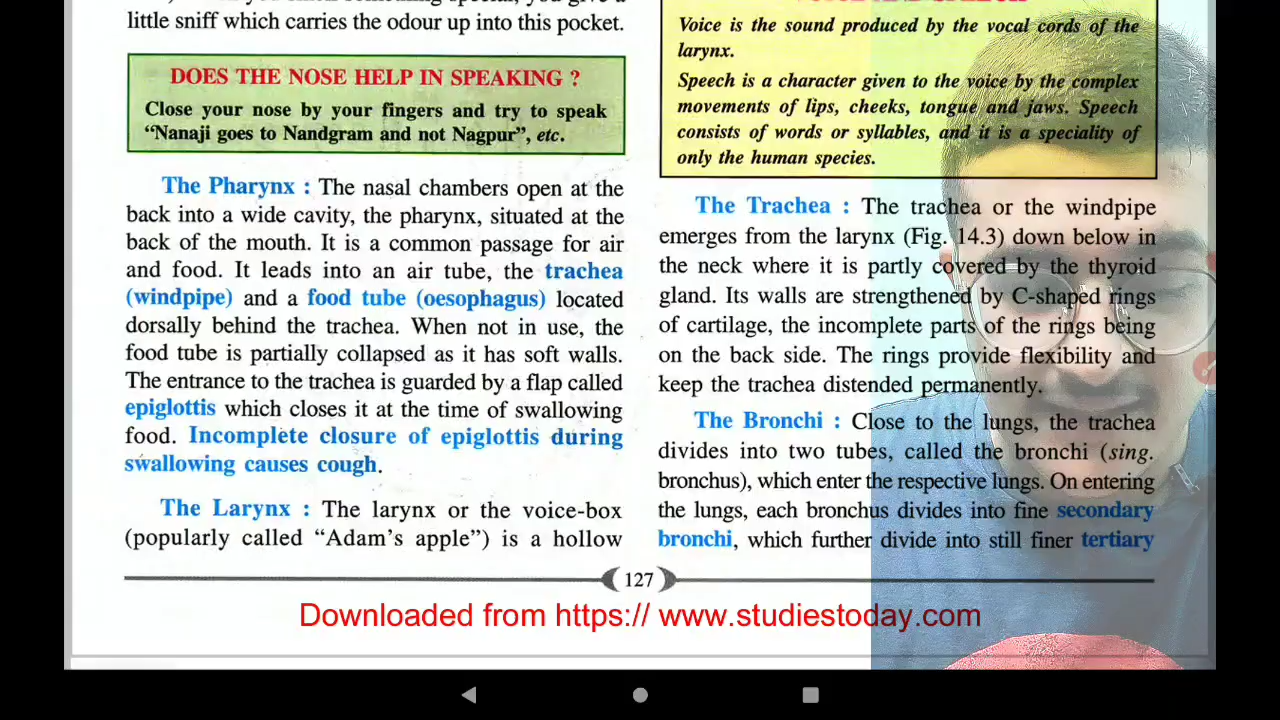 little sniff which carries the odour up into this pocket.
DOES THE NOSE HELP IN SPEAKING ?
Close your nose by your fingers and try to speak
“Nanaji goes to Nandgram and not Nagpur”, etc.
The Pharynx : The nasal chambers open at the
back into a wide cavity, the pharynx, situated at the
back of the mouth. It is a common passage for air
and food. It leads into an air tube, the trachea
(windpipe) and a food tube (oesophagus) located
dorsally behind the trachea. When not in use, the
food tube is partially collapsed as it has soft walls.
The entrance to the trachea is guarded by a flap called
epiglottis which closes it at the time of swallowing
food. Incomplete closure of epiglottis during
swallowing causes cough.
The Larynx : The larynx or the voice-box
(popularly called “Adam’s apple”) is a hollow
Voice is the sound produced by the vocal cords of the
larynx.
Speech is a character given to the voice by the complex
movements of lips, cheeks, tongue and jaws. Speech
consists of words or syllables, and it is a speciality of
only the human species.
The Trachea : The trachea or the windpipe
emerges from the larynx (Fig. 14.3) down below in
the neck where it is partly covered by the thyroid
gland. Its walls are strengthened by C-shaped rings
of cartilage, the incomplete parts of the rings being
on the back side. The rings provide flexibility and
keep the trachea distended permanently.
The Bronchi : Close to the lungs, the trachea
divides into two tubes, called the bronchi (sing.
bronchus), which enter the respective lungs. On entering
the lungs, each bronchus divides into fine secondary
bronchi, which further divide into still finer tertiary
127
Downloaded from https:// www.studiestoday.com